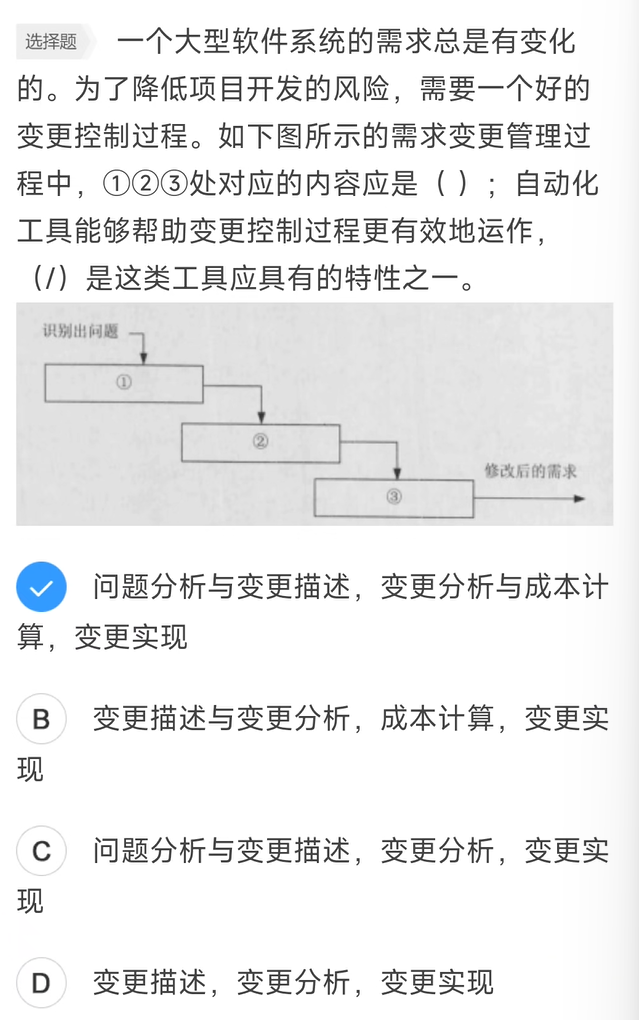 选择题 一个大型软件系统的需求总是有变化
的。为了降低项目开发的风险，需要一个好的
变更控制过程。如下图所示的需求变更管理过
程中，①②③处对应的内容应是（ ）；自动化
工具能够帮助变更控制过程更有效地运作，
（/）是这类工具应具有的特性之一。
识别出问题
①
②
③
修改后的需求
问题分析与变更描述，变更分析与成本计
算，变更实现
B 变更描述与变更分析，成本计算，变更实
现
C 问题分析与变更描述，变更分析，变更实
现
D 变更描述，变更分析，变更实现